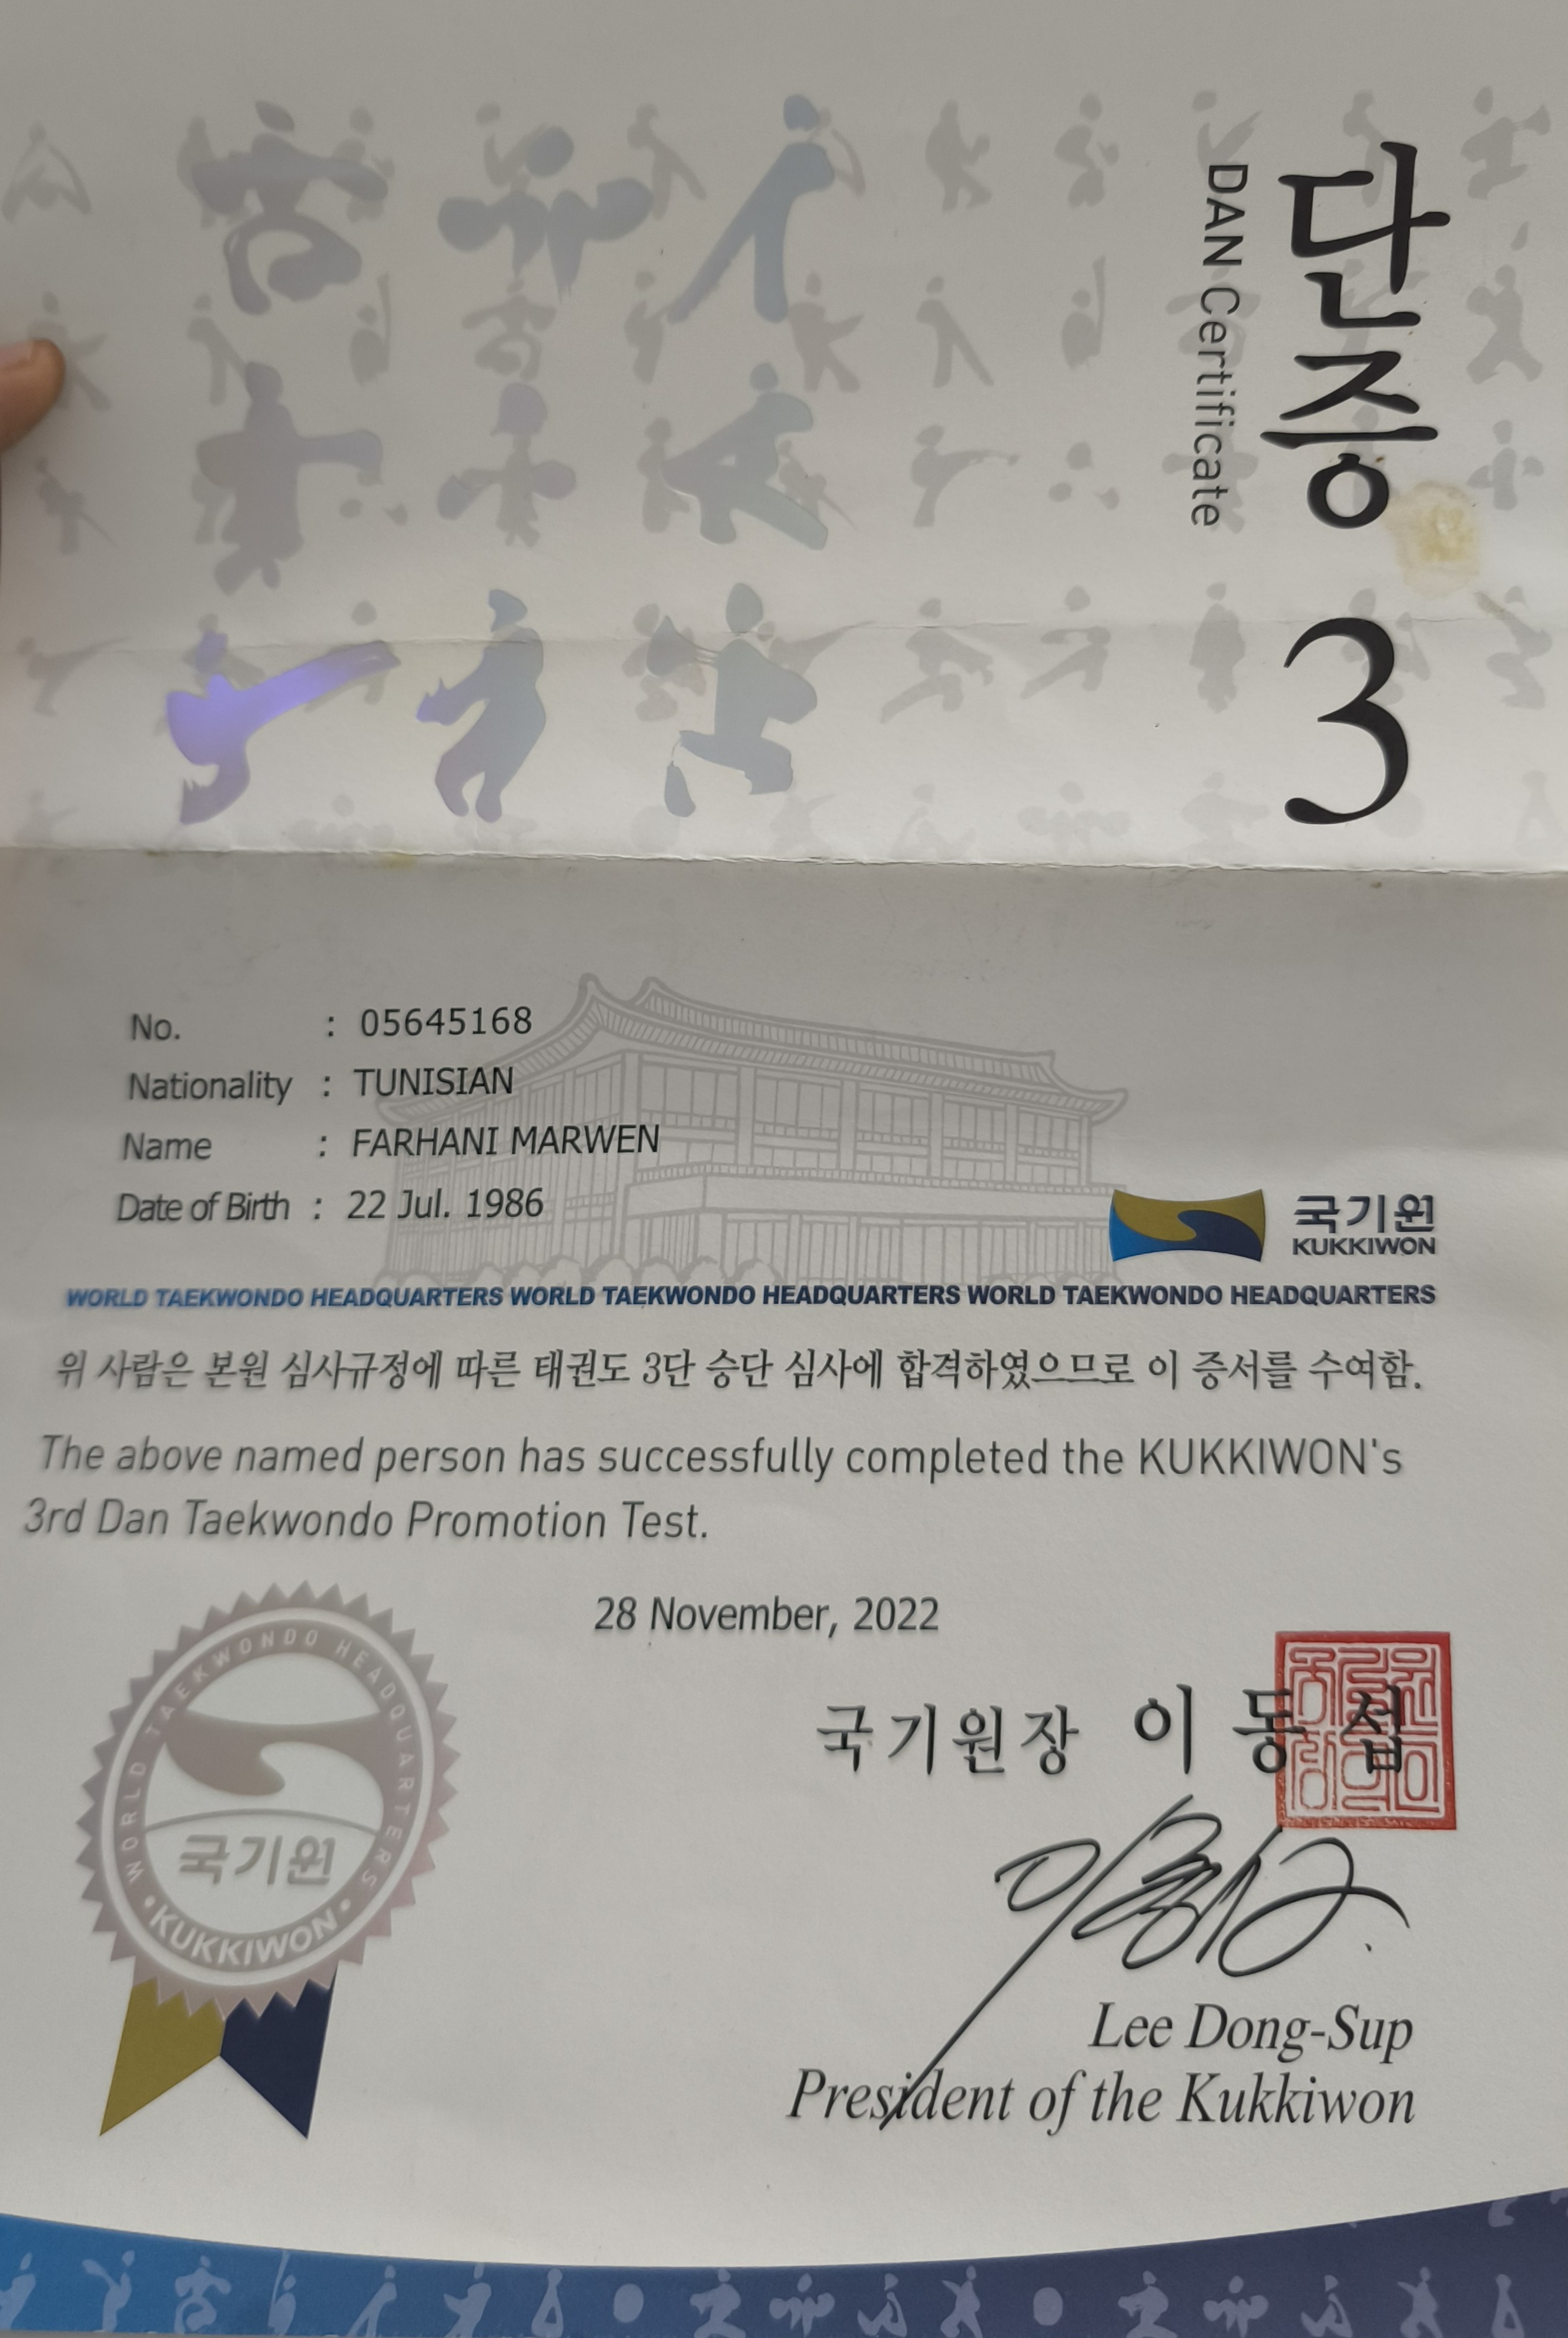 단증 3
DAN Certificate
No. : 05645168
Nationality : TUNISIAN
Name : FARHANI MARWEN
Date of Birth : 22 Jul. 1986
국기원
KUKKIWON
WORLD TAEKWONDO HEADQUARTERS WORLD TAEKWONDO HEADQUARTERS WORLD TAEKWONDO HEADQUARTERS
위 사람은 본원 심사규정에 따른 태권도 3단 승단 심사에 합격하였으므로 이 증서를 수여함.
The above named person has successfully completed the KUKKIWON's
3rd Dan Taekwondo Promotion Test.
28 November, 2022
WORLD TAEKWONDO HEADQUARTERS
국기원
• KUKKIWON •
국기원장 이 동 섭
Lee Dong-Sup
President of the Kukkiwon